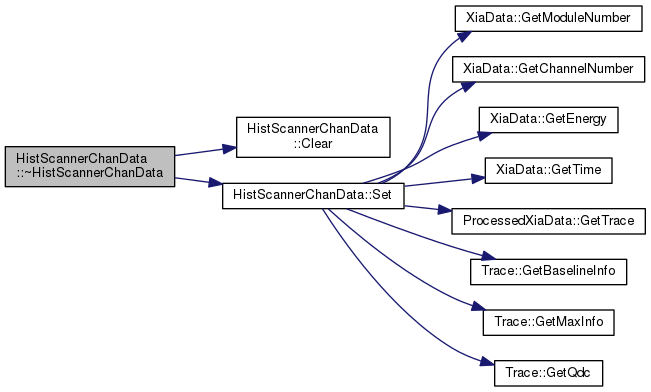 HistScannerChanData
::~HistScannerChanData
HistScannerChanData
::Clear
HistScannerChanData::Set
XiaData::GetModuleNumber
XiaData::GetChannelNumber
XiaData::GetEnergy
XiaData::GetTime
ProcessedXiaData::GetTrace
Trace::GetBaselineInfo
Trace::GetMaxInfo
Trace::GetQdc